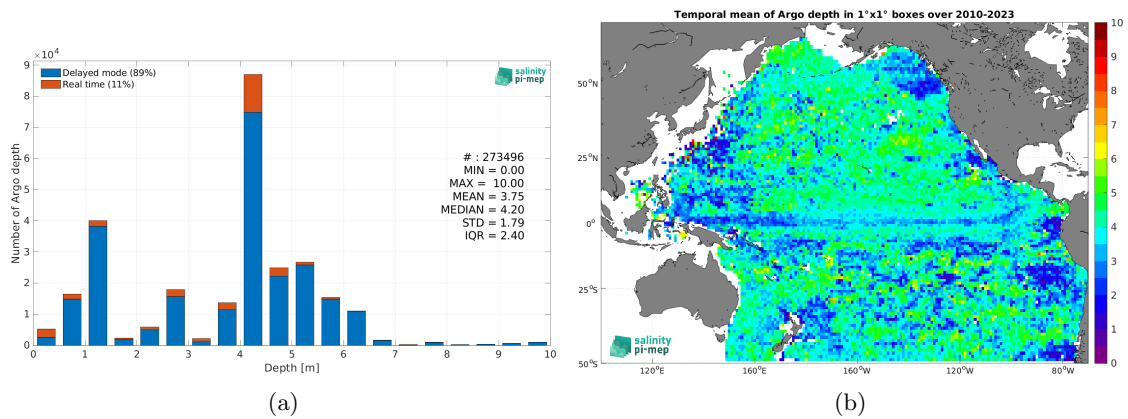 ×10⁴
9
8
7
6
5
4
3
2
1
0
Number of Argo depth
Delayed mode (89%)
Real time (11%)
salinity
pi-mep
# : 273496
MIN = 0.00
MAX = 10.00
MEAN = 3.75
MEDIAN = 4.20
STD = 1.79
IQR = 2.40
0 1 2 3 4 5 6 7 8 9 10
Depth [m]
(a)
Temporal mean of Argo depth in 1°x1° boxes over 2010-2023
50°N
25°N
0°
25°S
50°S
120°E 160°E 160°W 120°W 80°W
salinity
pi-mep
10
9
8
7
6
5
4
3
2
1
0
(b)